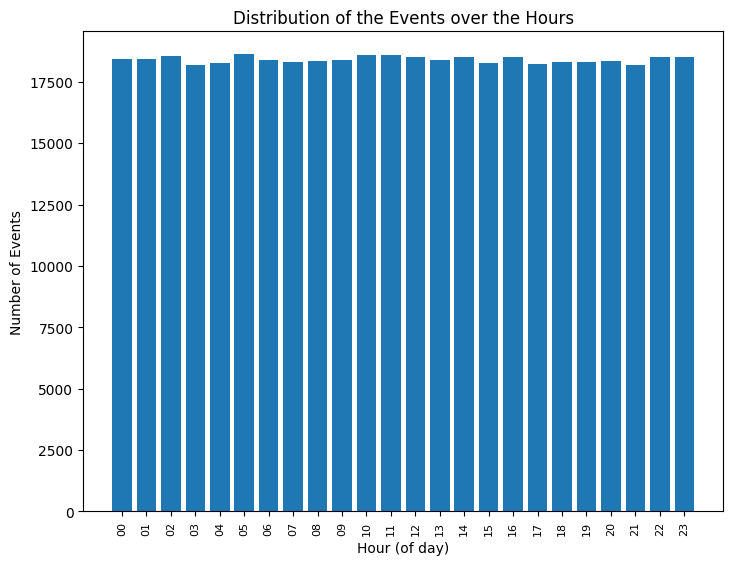 Distribution of the Events over the Hours
Number of Events
17500
15000
12500
10000
7500
5000
2500
0
00 01 02 03 04 05 06 07 08 09 10 11 12 13 14 15 16 17 18 19 20 21 22 23
Hour (of day)